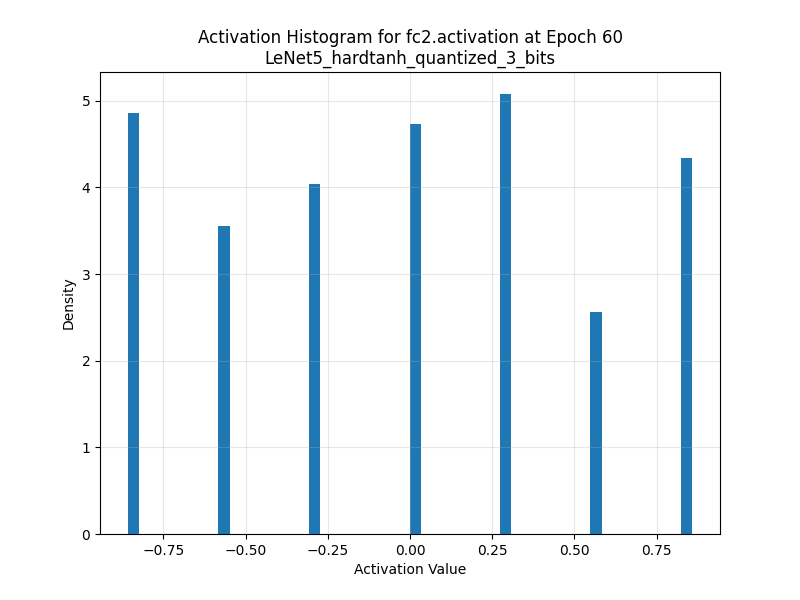 Activation Histogram for fc2.activation at Epoch 60
LeNet5_hardtanh_quantized_3_bits
5
4
3
2
1
0
Density
−0.75 −0.50 −0.25 0.00 0.25 0.50 0.75
Activation Value